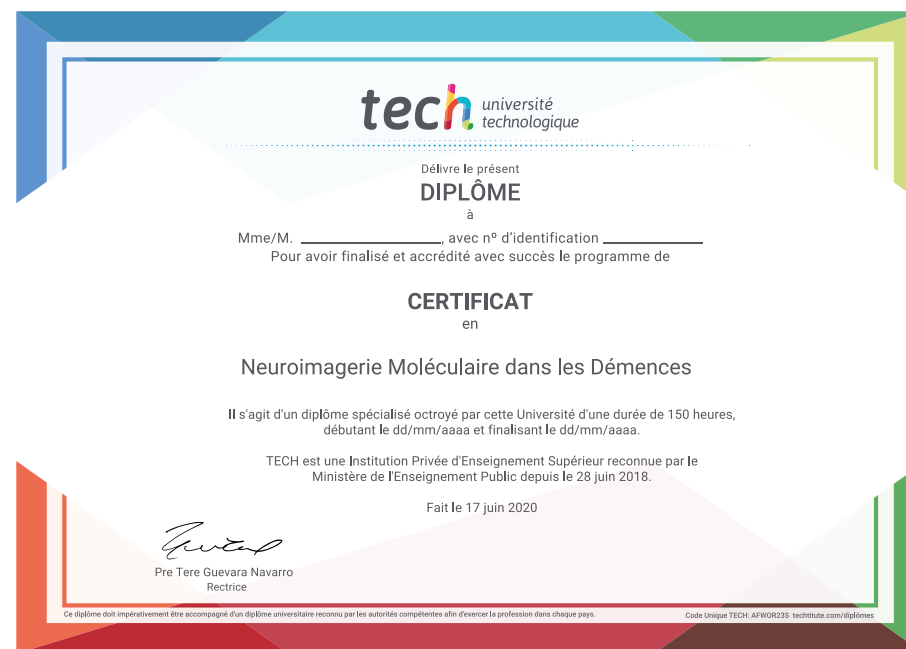 tech université
technologique
Délivre le présent
DIPLÔME
à
Mme/M. ____________________, avec nº d'identification ______________
Pour avoir finalisé et accrédité avec succès le programme de
CERTIFICAT
en
Neuroimagerie Moléculaire dans les Démences
Il s'agit d'un diplôme spécialisé octroyé par cette Université d'une durée de 150 heures,
débutant le dd/mm/aaaa et finalisant le dd/mm/aaaa.
TECH est une Institution Privée d'Enseignement Supérieur reconnue par le
Ministère de l'Enseignement Public depuis le 28 juin 2018.
Fait le 17 juin 2020
Pre Tere Guevara Navarro
Rectrice
Ce diplôme doit impérativement être accompagné d'un diplôme universitaire reconnu par les autorités compétentes afin d'exercer la profession dans chaque pays.
Code Unique TECH: AFWOR23S techtitute.com/diplômes